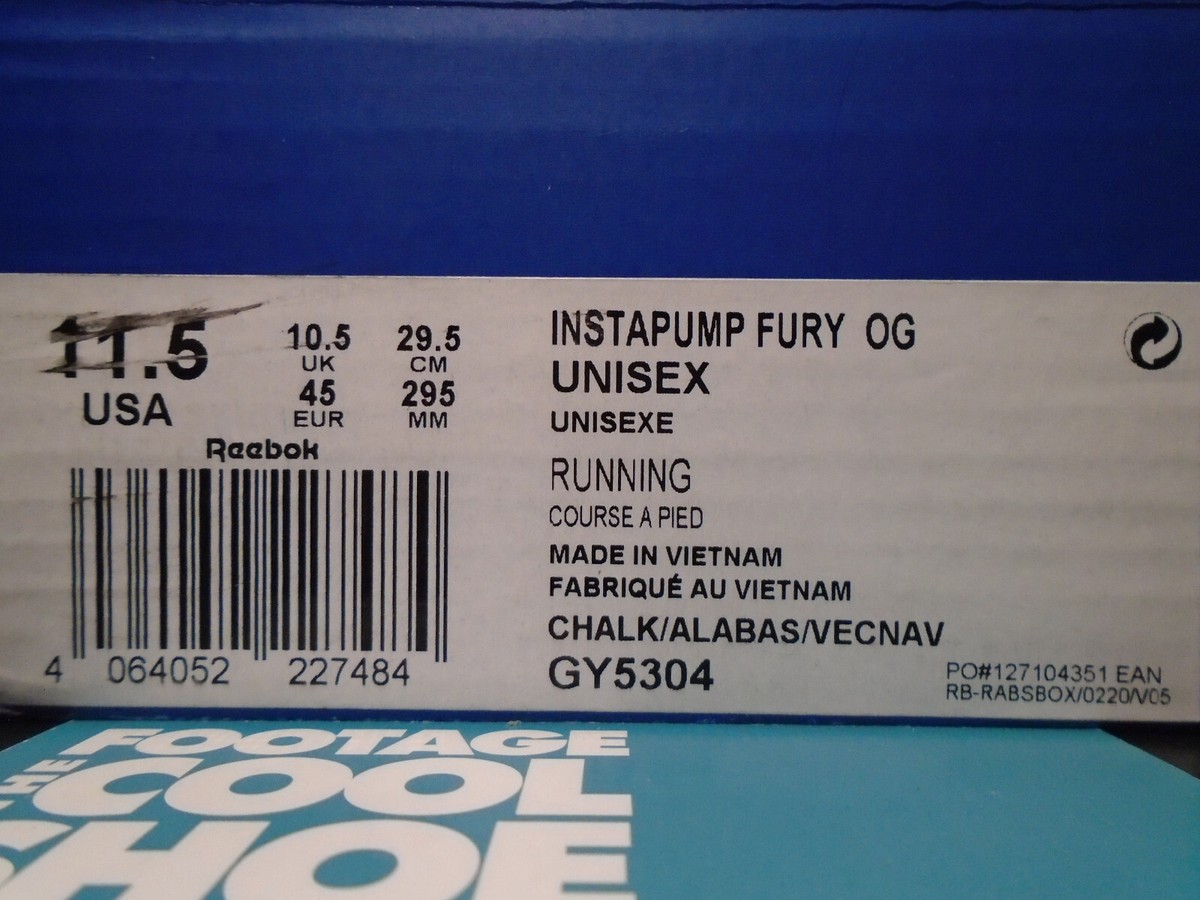 11.5
USA
10.5
UK
45
EUR
29.5
CM
295
MM
Reebok
4 064052 227484
INSTAPUMP FURY OG
UNISEX
UNISEXE
RUNNING
COURSE A PIED
MADE IN VIETNAM
FABRIQUÉ AU VIETNAM
CHALK/ALABAS/VECNAV
GY5304
PO#127104351 EAN
RB-RABSBOX/0220/V05
FOOTAGE
THE COOL
SHOE